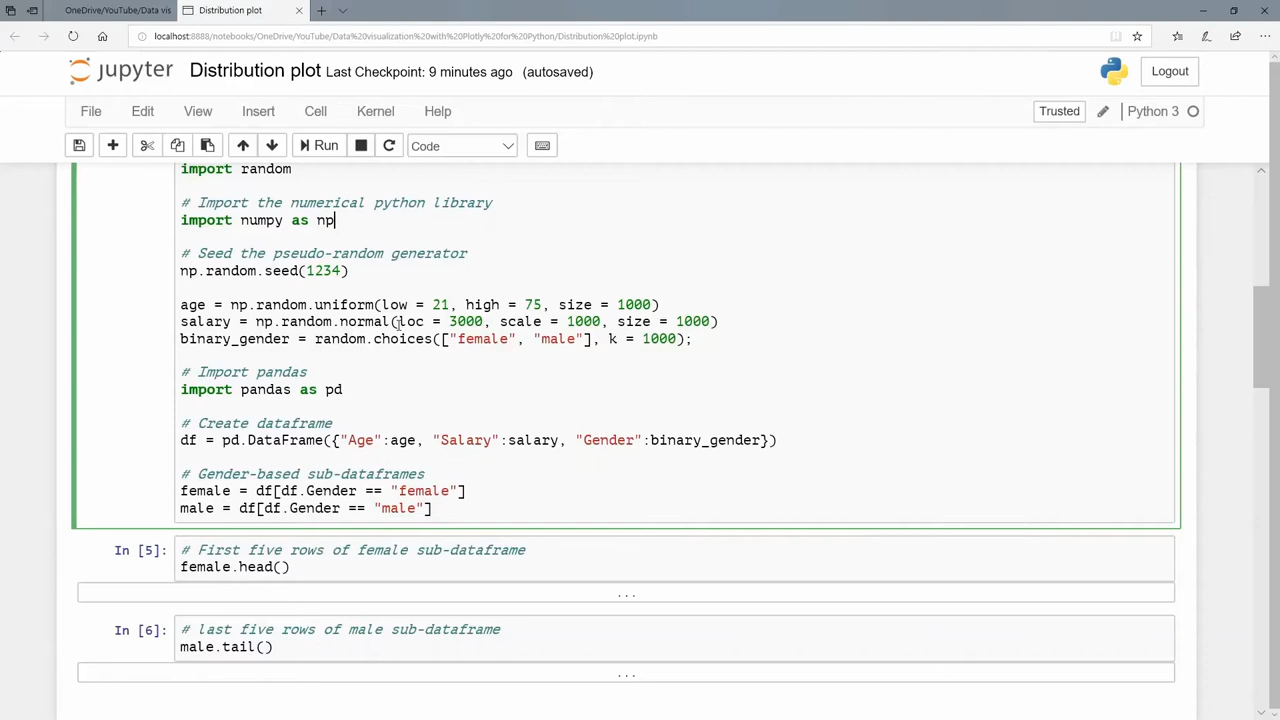 OneDrive/YouTube/Data vis
Distribution plot
localhost:8888/notebooks/OneDrive/YouTube/Data%20visualization%20with%20Plotly%20for%20Python/Distribution%20plot.ipynb
jupyter Distribution plot Last Checkpoint: 9 minutes ago (autosaved)
Logout
File Edit View Insert Cell Kernel Help
Trusted Python 3
Run Code
import random
# Import the numerical python library
import numpy as np
# Seed the pseudo-random generator
np.random.seed(1234)
age = np.random.uniform(low = 21, high = 75, size = 1000)
salary = np.random.normal(loc = 3000, scale = 1000, size = 1000)
binary_gender = random.choices(["female", "male"], k = 1000);
# Import pandas
import pandas as pd
# Create dataframe
df = pd.DataFrame({"Age":age, "Salary":salary, "Gender":binary_gender})
# Gender-based sub-dataframes
female = df[df.Gender == "female"]
male = df[df.Gender == "male"]
In [5]: # First five rows of female sub-dataframe
female.head()
...
In [6]: # last five rows of male sub-dataframe
male.tail()
...